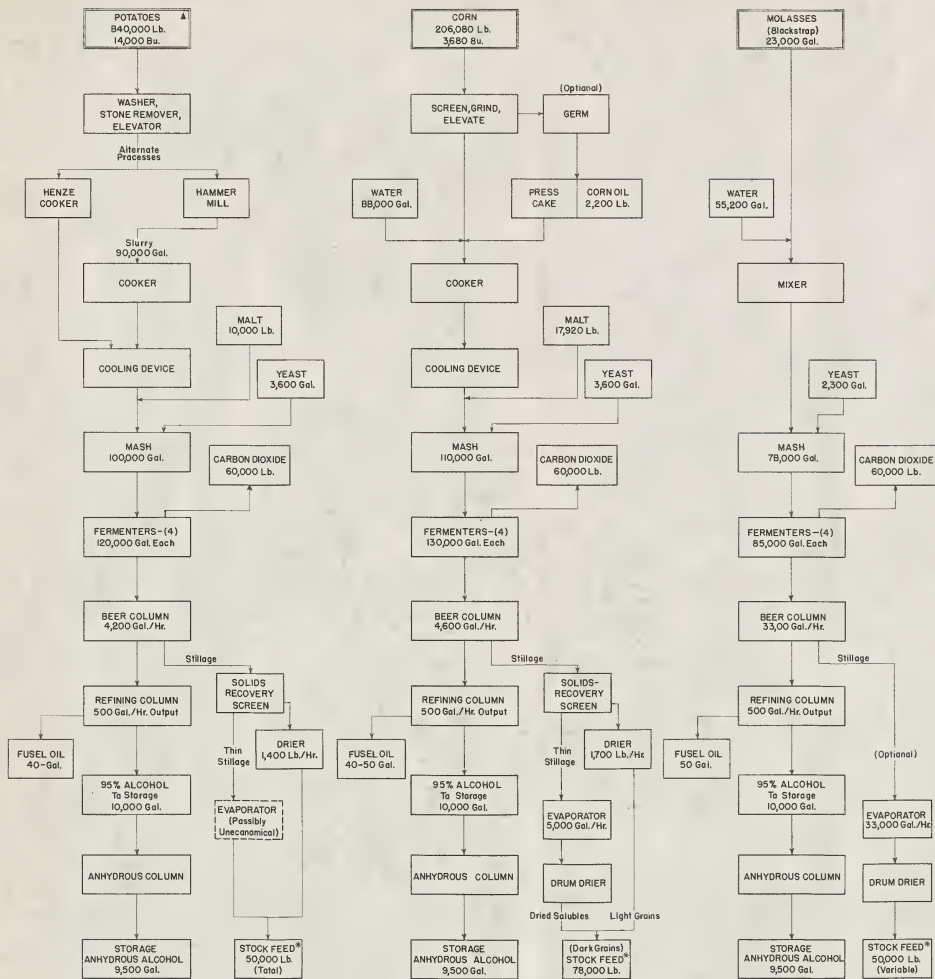 POTATOES ▲
840,000 Lb.
14,000 Bu.
WASHER,
STONE REMOVER,
ELEVATOR
Alternate
Pracesses
HENZE
COOKER
HAMMER
MILL
Slurry
90,000 Gal.
COOKER
MALT
10,000 Lb.
COOLING DEVICE
YEAST
3,600 Gal.
MASH
100,000 Gal.
CARBON DIOXIDE
60,000 Lb.
FERMENTERS-(4)
120,000 Gal. Each
BEER COLUMN
4,200 Gal./Hr.
Stillage
REFINING COLUMN
500 Gal./Hr. Output
SOLIDS
RECOVERY
SCREEN
FUSEL OIL
40-Gal.
Thin
Stillage
DRIER
1,400 Lb./Hr.
95% ALCOHOL
Ta Storage
10,000 Gal.
EVAPORATOR
(Passibly
Unecanamical)
ANHYDROUS COLUMN
STORAGE
ANHYDROUS ALCOHOL
9,500 Gal.
STOCK FEED*
50,000 Lb.
(Tatal)
CORN
206,080 Lb.
3,680 Bu.
(Optional)
SCREEN, GRIND,
ELEVATE
GERM
WATER
88,000 Gal.
PRESS
CAKE
CORN OIL
2,200 Lb.
COOKER
MALT
17,920 Lb.
COOLING DEVICE
YEAST
3,600 Gal.
MASH
110,000 Gal.
CARBON DIOXIDE
60,000 Lb.
FERMENTERS-(4)
130,000 Gal. Each
BEER COLUMN
4,600 Gal./Hr.
Stillage
REFINING COLUMN
500 Gal./Hr. Output
SOLIDS-
RECOVERY
SCREEN
FUSEL OIL
40-50 Gal.
Thin
Stillage
DRIER
1,700 Lb./Hr.
95% ALCOHOL
Ta Storage
10,000 Gal.
EVAPORATOR
5,000 Gal./Hr.
ANHYDROUS COLUMN
DRUM DRIER
Dried Solubles
Light Grains
STORAGE
ANHYDROUS ALCOHOL
9,500 Gal.
(Dark Grains)
STOCK FEED*
78,000 Lb.
MOLASSES
(Blackstrap)
23,000 Gal.
WATER
55,200 Gal.
MIXER
YEAST
2,300 Gal.
MASH
78,000 Gal.
CARBON DIOXIDE
60,000 Lb.
FERMENTERS-(4)
85,000 Gal. Each
BEER COLUMN
33,00 Gal./Hr.
Stillage
REFINING COLUMN
500 Gal./Hr. Output
FUSEL OIL
50 Gal.
(Optional)
95% ALCOHOL
Ta Storage
10,000 Gal.
EVAPORATOR
33,000 Gal./Hr.
ANHYDROUS COLUMN
DRUM DRIER
STORAGE
ANHYDROUS ALCOHOL
9,500 Gal.
STOCK FEED*
50,000 Lb.
(Variable)